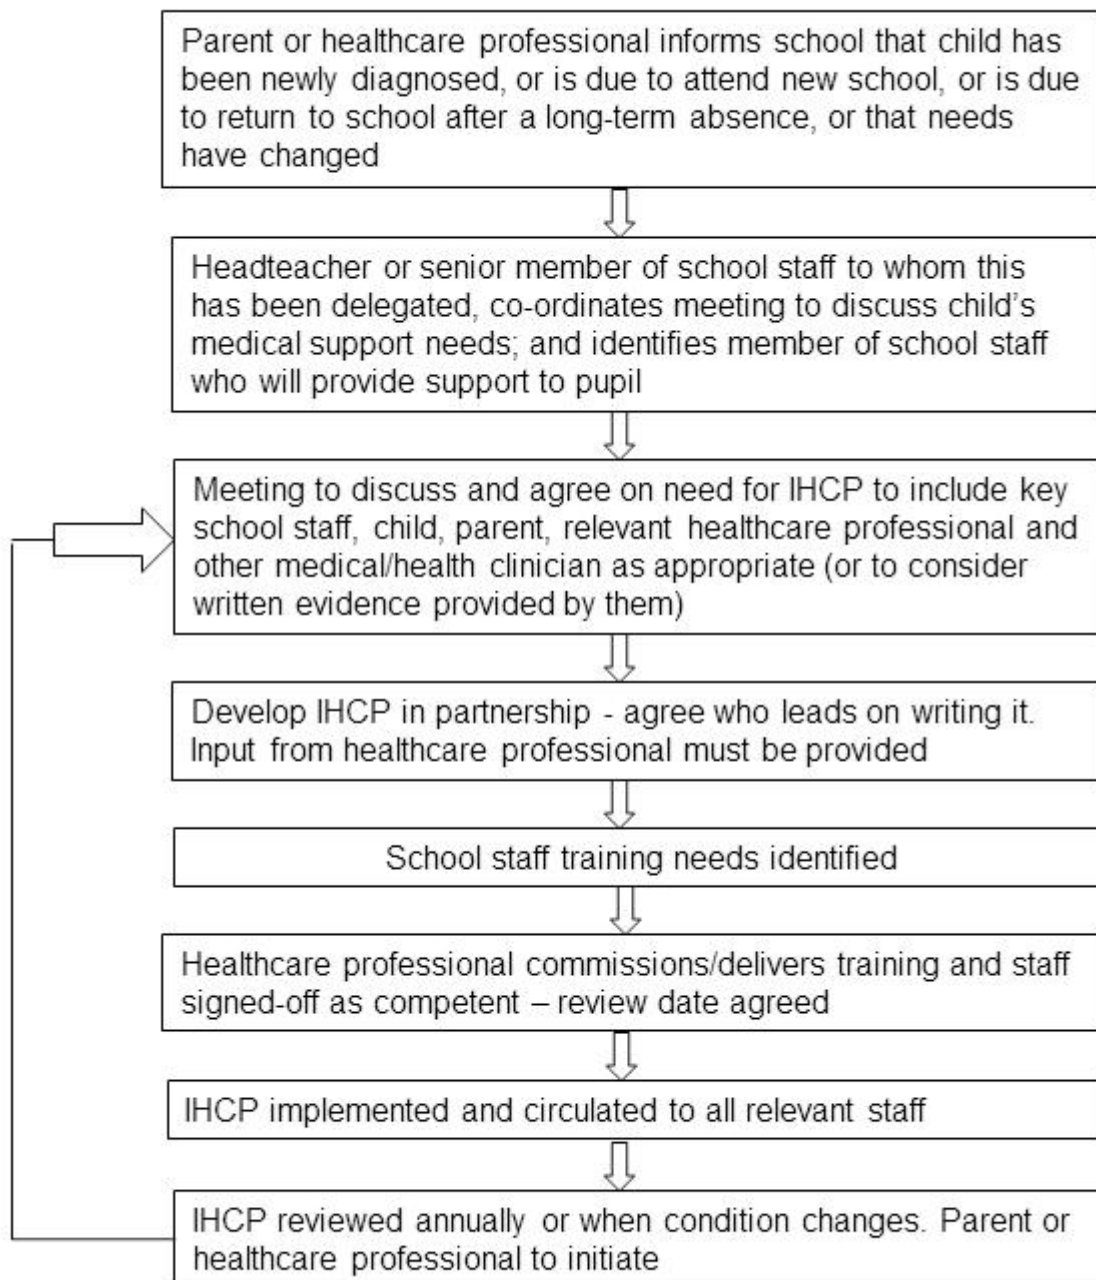 Parent or healthcare professional informs school that child has
been newly diagnosed, or is due to attend new school, or is due
to return to school after a long-term absence, or that needs
have changed
Headteacher or senior member of school staff to whom this
has been delegated, co-ordinates meeting to discuss child's
medical support needs; and identifies member of school staff
who will provide support to pupil
Meeting to discuss and agree on need for IHCP to include key
school staff, child, parent, relevant healthcare professional and
other medical/health clinician as appropriate (or to consider
written evidence provided by them)
Develop IHCP in partnership - agree who leads on writing it.
Input from healthcare professional must be provided
School staff training needs identified
Healthcare professional commissions/delivers training and staff
signed-off as competent – review date agreed
IHCP implemented and circulated to all relevant staff
IHCP reviewed annually or when condition changes. Parent or
healthcare professional to initiate